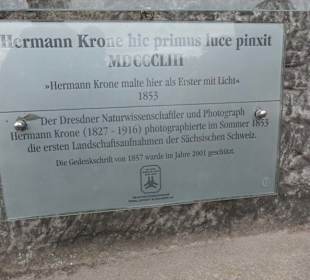 Hermann Krone hic primus luce pinxit
MDCCCLIII
»Hermann Krone malte hier als Erster mit Licht«
1853
Der Dresdner Naturwissenschaftler und Photograph
Hermann Krone (1827 - 1916) photographierte im Sommer 1853
die ersten Landschaftsaufnahmen der Sächsischen Schweiz.
Die Gedenkschrift von 1857 wurde im Jahre 2001 geschützt.